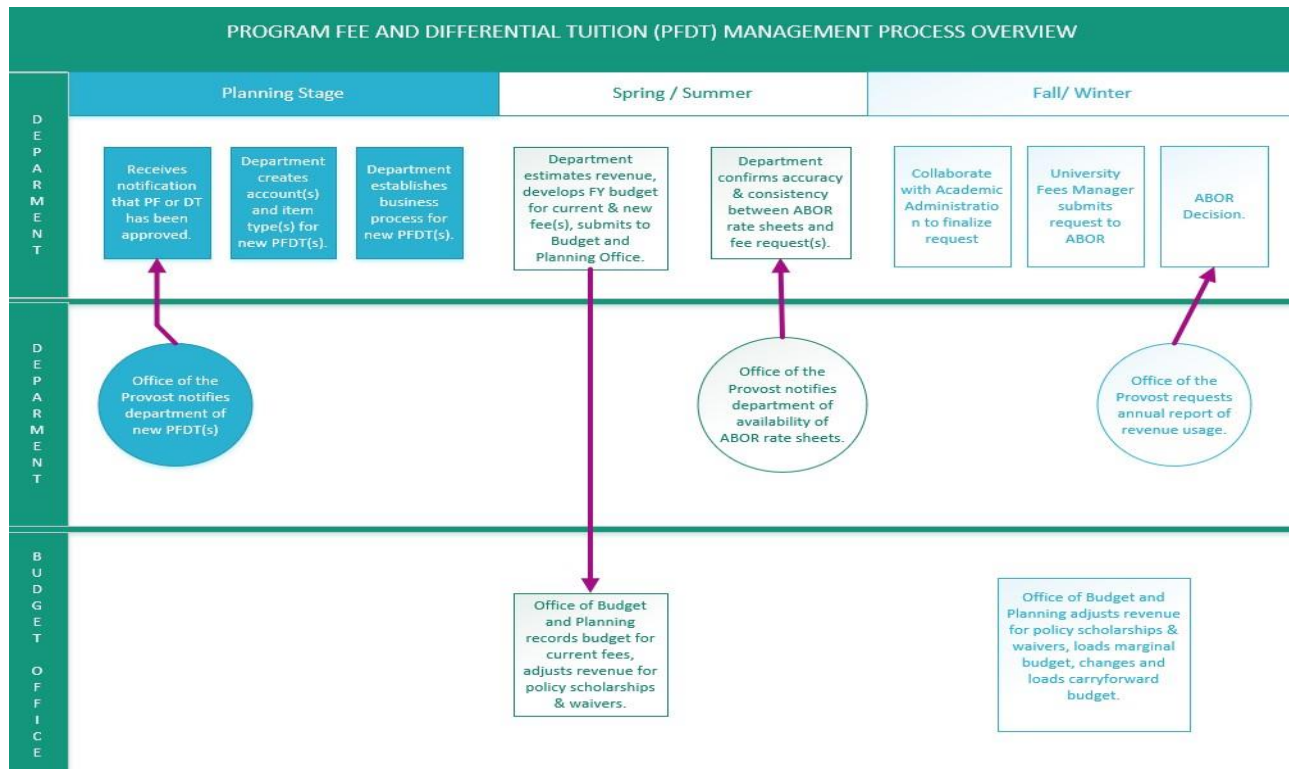 PROGRAM FEE AND DIFFERENTIAL TUITION (PFDT) MANAGEMENT PROCESS OVERVIEW
Planning Stage
Spring / Summer
Fall/ Winter
DEPARMENT
Receives
notification
that PF or DT
has been
approved.
Department
creates
account(s)
and item
type(s) for
new PFDT(s).
Department
establishes
business
process for
new PFDT(s).
Department
estimates revenue,
develops FY budget
for current & new
fee(s), submits to
Budget and
Planning Office.
Department
confirms accuracy
& consistency
between ABOR
rate sheets and
fee request(s).
Collaborate
with Academic
Administratio
n to finalize
request
University
Fees Manager
submits
request to
ABOR
ABOR
Decision.
DEPARMENT
Office of the
Provost notifies
department of
new PFDT(s)
Office of the
Provost notifies
department of
availability of
ABOR rate sheets.
Office of the
Provost requests
annual report of
revenue usage.
BUDGET OFFICE
Office of Budget
and Planning
records budget for
current fees,
adjusts revenue for
policy scholarships
& waivers.
Office of Budget and
Planning adjusts revenue
for policy scholarships &
waivers, loads marginal
budget, changes and
loads carryforward
budget.